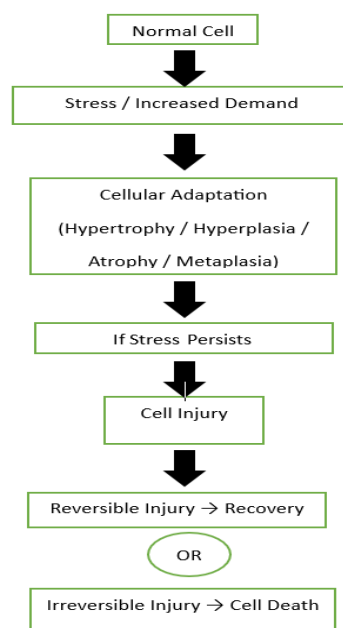 Normal Cell
Stress / Increased Demand
Cellular Adaptation
(Hypertrophy / Hyperplasia /
Atrophy / Metaplasia)
If Stress Persists
Cell Injury
Reversible Injury → Recovery
OR
Irreversible Injury → Cell Death